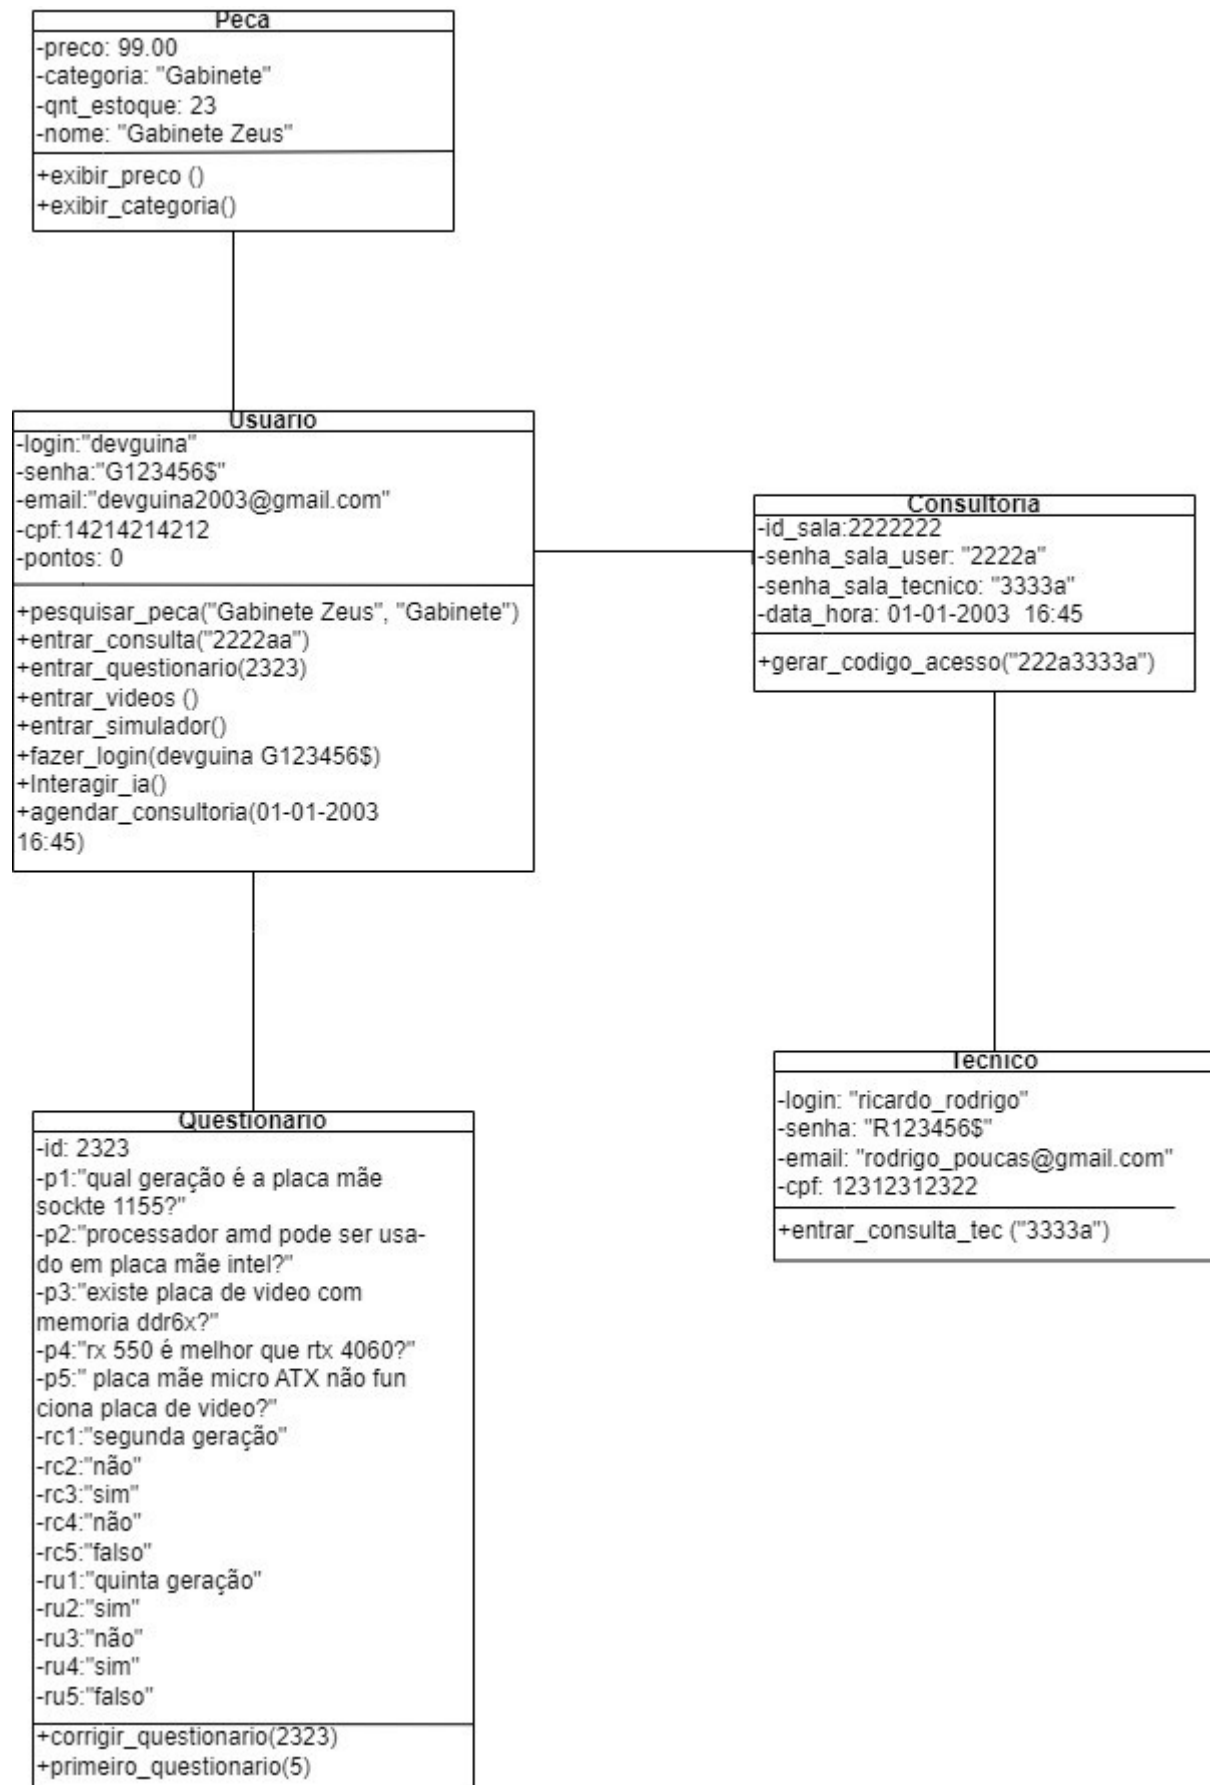 Peca
-preco: 99.00
-categoria: "Gabinete"
-qnt_estoque: 23
-nome: "Gabinete Zeus"
+exibir_preco ()
+exibir_categoria()
Usuario
-login:"devguina"
-senha:"G123456$"
-email:"devguina2003@gmail.com"
-cpf:14214214212
-pontos: 0
+pesquisar_peca("Gabinete Zeus", "Gabinete")
+entrar_consulta("2222aa")
+entrar_questionario(2323)
+entrar_videos ()
+entrar_simulador()
+fazer_login(devguina G123456$)
+Interagir_ia()
+agendar_consultoria(01-01-2003
16:45)
Consultoria
-id_sala:2222222
-senha_sala_user: "2222a"
-senha_sala_tecnico: "3333a"
-data_hora: 01-01-2003  16:45
+gerar_codigo_acesso("222a3333a")
Tecnico
-login: "ricardo_rodrigo"
-senha: "R123456$"
-email: "rodrigo_poucas@gmail.com"
-cpf: 12312312322
+entrar_consulta_tec ("3333a")
Questionario
-id: 2323
-p1:"qual geração é a placa mãe
sockte 1155?"
-p2:"processador amd pode ser usa-
do em placa mãe intel?"
-p3:"existe placa de video com
memoria ddr6x?"
-p4:"rx 550 é melhor que rtx 4060?"
-p5:" placa mãe micro ATX não fun
ciona placa de video?"
-rc1:"segunda geração"
-rc2:"não"
-rc3:"sim"
-rc4:"não"
-rc5:"falso"
-ru1:"quinta geração"
-ru2:"sim"
-ru3:"não"
-ru4:"sim"
-ru5:"falso"
+corrigir_questionario(2323)
+primeiro_questionario(5)